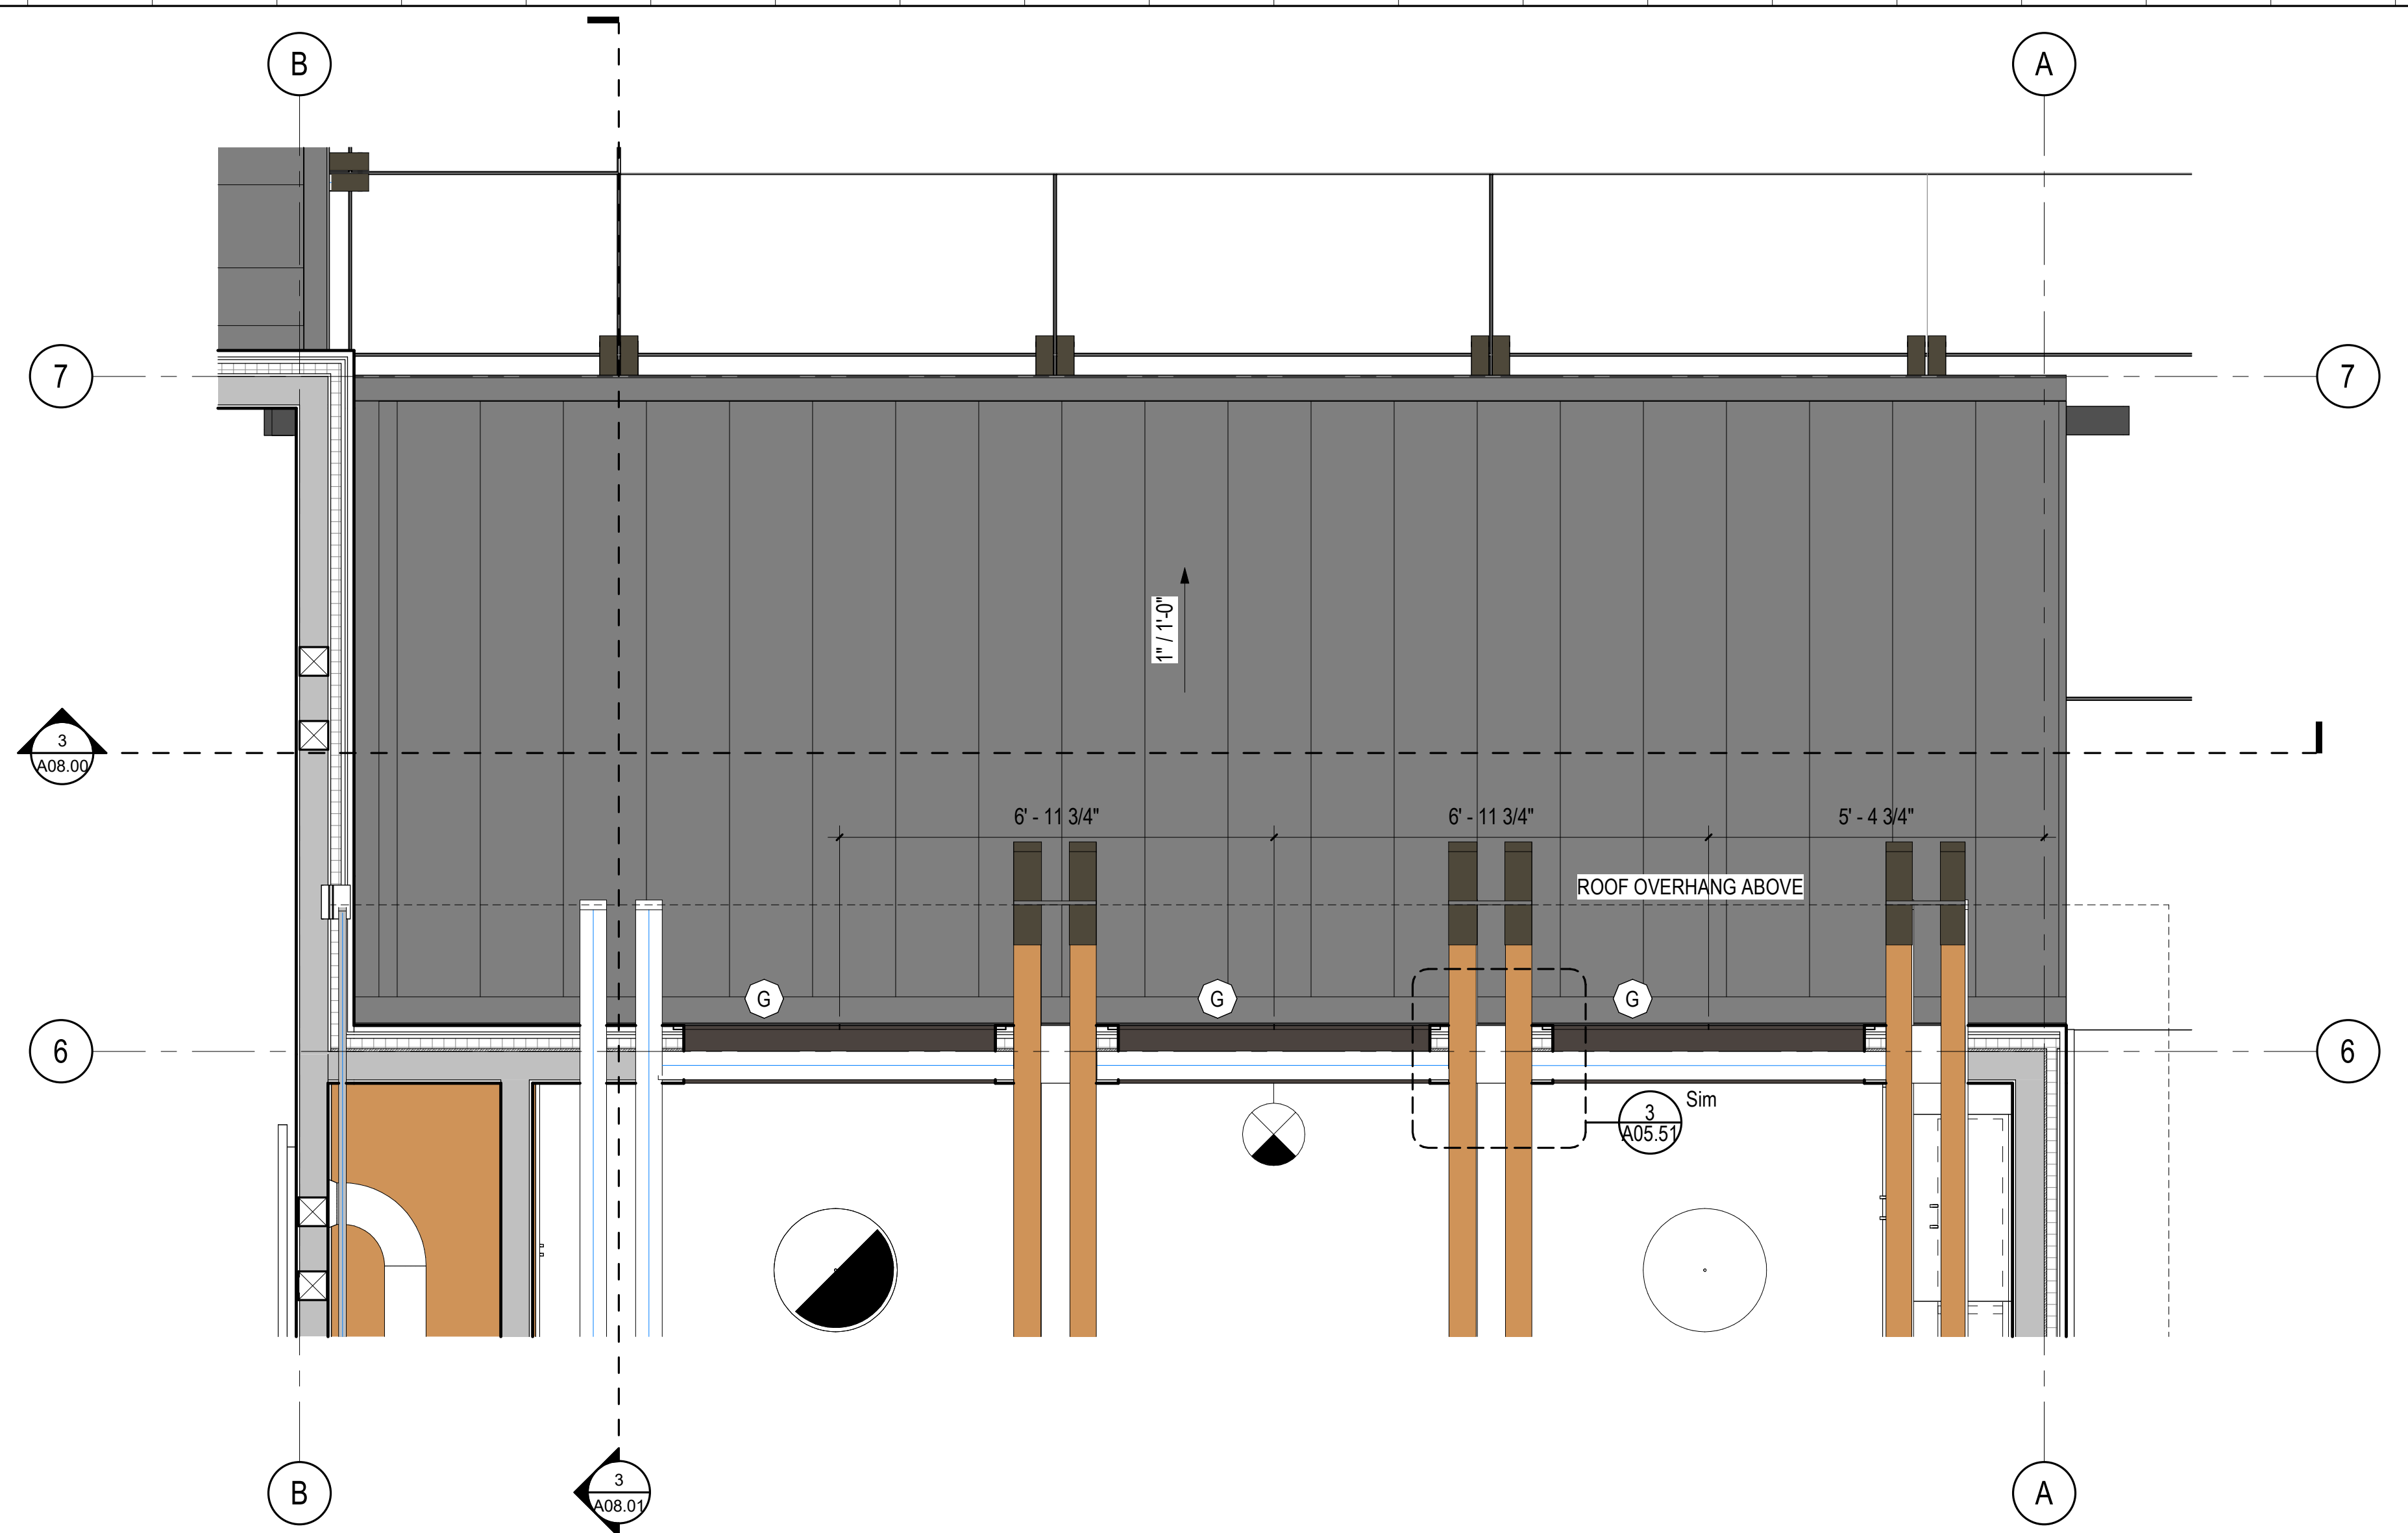 B
A
7
7
1" / 1'-0"
3
A08.00
6' - 11 3/4"
6' - 11 3/4"
5' - 4 3/4"
ROOF OVERHANG ABOVE
G
G
G
6
6
3
A05.51
Sim
B
3
A08.01
A